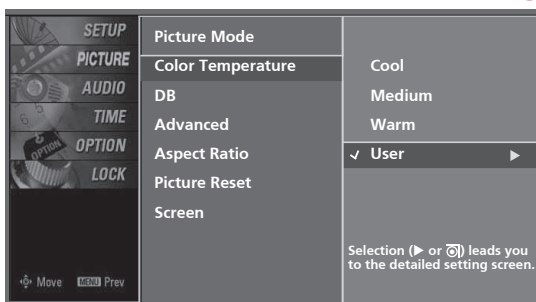 SETUP
PICTURE
AUDIO
TIME
OPTION
LOCK
Move MENU Prev
Picture Mode
Color Temperature
DB
Advanced
Aspect Ratio
Picture Reset
Screen
Cool
Medium
Warm
✓ User ▶
Selection (▶ or ◉) leads you
to the detailed setting screen.